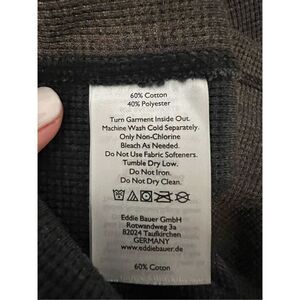 60% Cotton
40% Polyester
Turn Garment Inside Out.
Machine Wash Cold Separately.
Only Non-Chlorine
Bleach As Needed.
Do Not Use Fabric Softeners.
Tumble Dry Low.
Do Not Iron.
Do Not Dry Clean.
Eddie Bauer GmbH
Rotwandweg 3a
82024 Taufkirchen
GERMANY
www.eddiebauer.de
60% Cotton